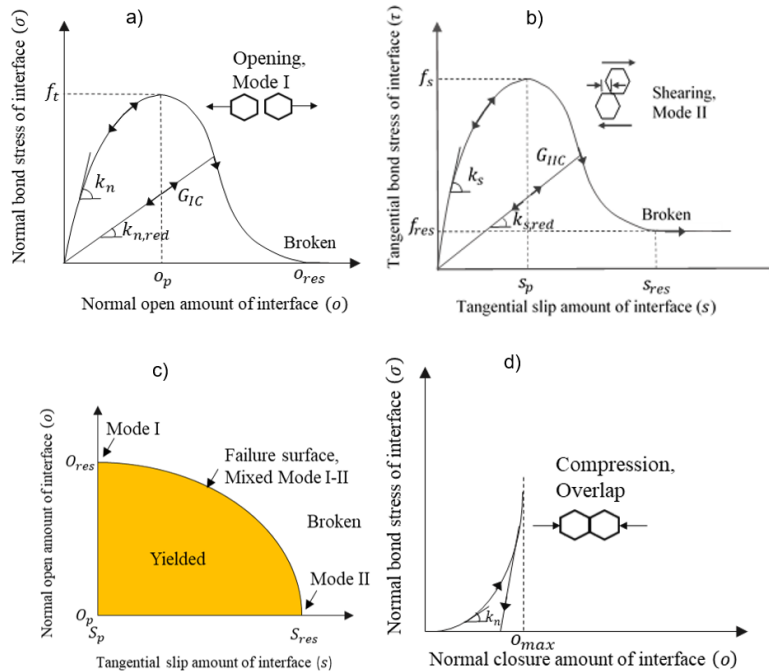 a)
Normal bond stress of interface (σ)
f_t
Opening,
Mode I
k_n
G_IC
k_n,red
Broken
o_p
o_res
Normal open amount of interface (o)
b)
Tangential bond stress of interface (τ)
f_s
Shearing,
Mode II
k_s
G_IIC
f_res
k_s,red
Broken
s_p
s_res
Tangential slip amount of interface (s)
c)
Normal open amount of interface (o)
Mode I
O_res
Failure surface,
Mixed Mode I-II
Broken
Yielded
Mode II
O_p
S_p
S_res
Tangential slip amount of interface (s)
d)
Normal bond stress of interface (σ)
Compression,
Overlap
k_n
o_max
Normal closure amount of interface (o)